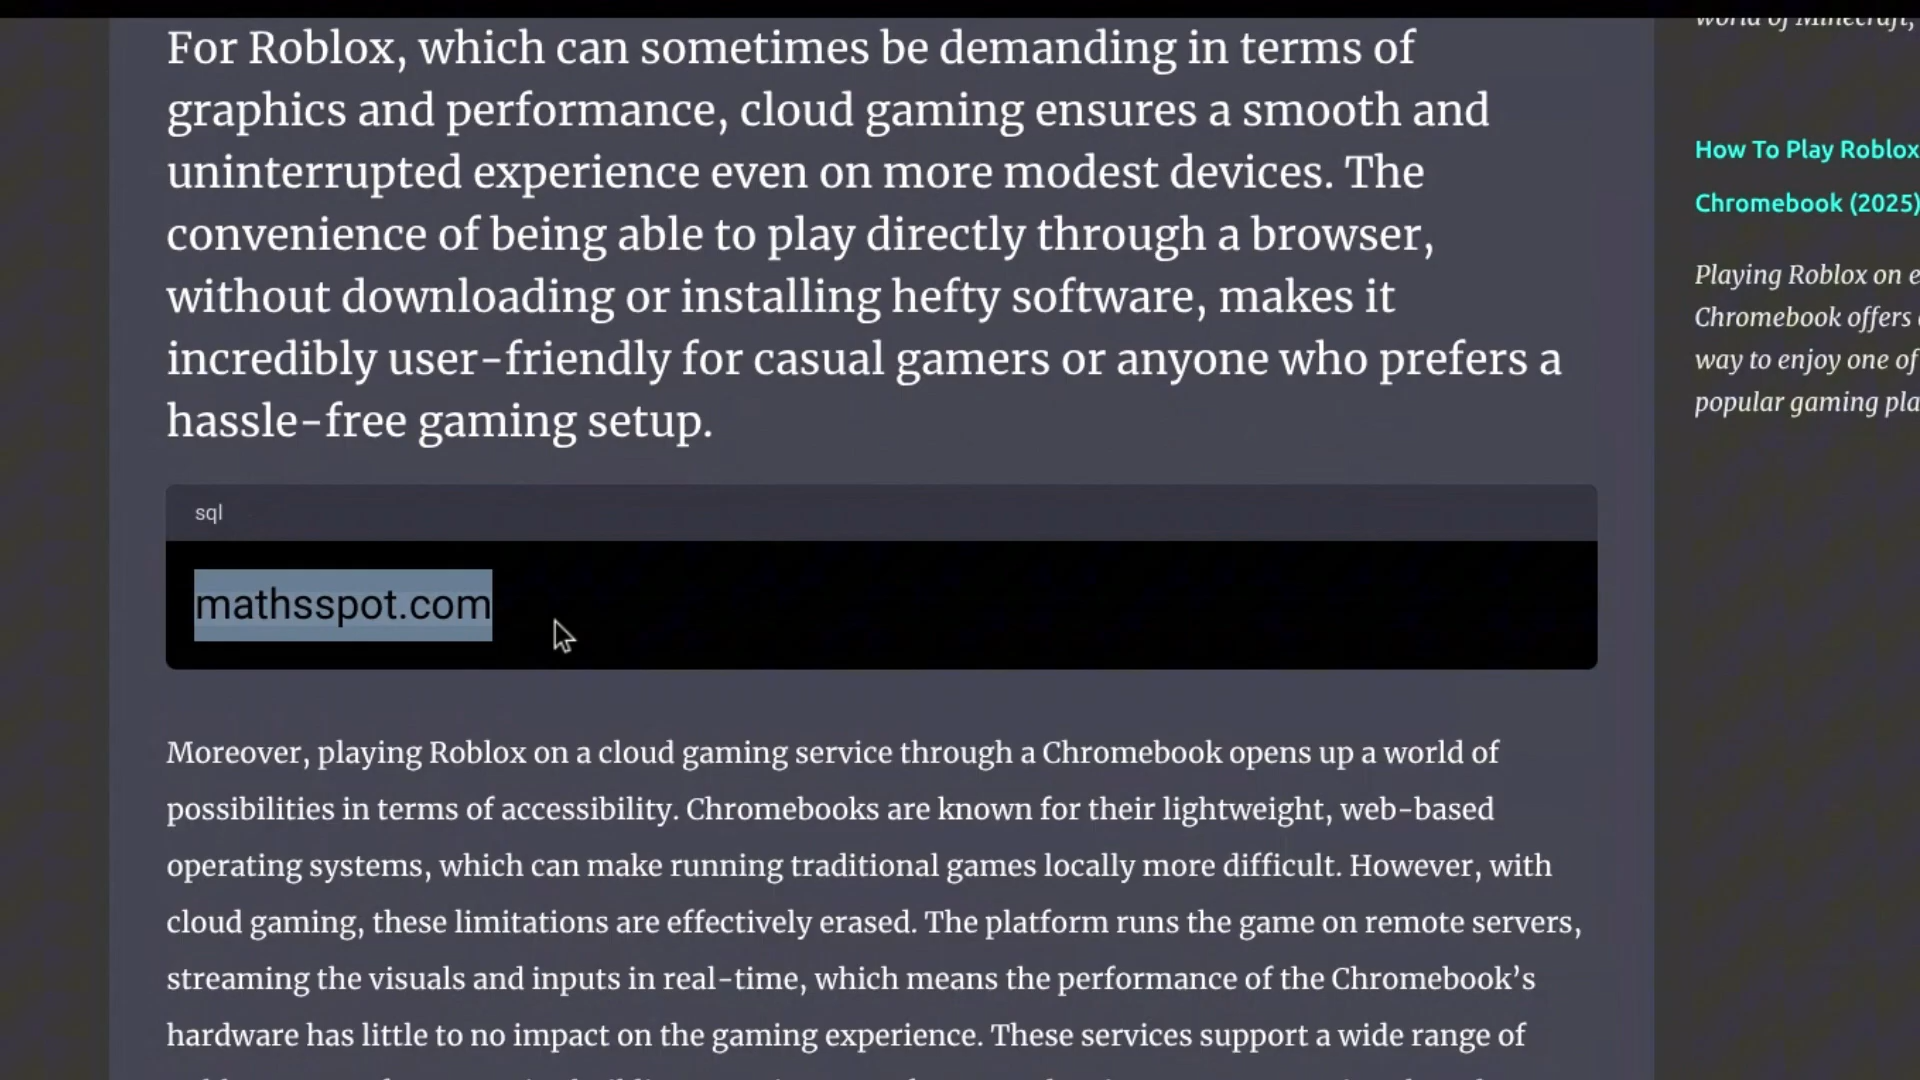 For Roblox, which can sometimes be demanding in terms of
graphics and performance, cloud gaming ensures a smooth and
uninterrupted experience even on more modest devices. The
convenience of being able to play directly through a browser,
without downloading or installing hefty software, makes it
incredibly user-friendly for casual gamers or anyone who prefers a
hassle-free gaming setup.
sql
mathsspot.com
Moreover, playing Roblox on a cloud gaming service through a Chromebook opens up a world of
possibilities in terms of accessibility. Chromebooks are known for their lightweight, web-based
operating systems, which can make running traditional games locally more difficult. However, with
cloud gaming, these limitations are effectively erased. The platform runs the game on remote servers,
streaming the visuals and inputs in real-time, which means the performance of the Chromebook’s
hardware has little to no impact on the gaming experience. These services support a wide range of
world of Minecraft,
How To Play Roblox
Chromebook (2025)
Playing Roblox on
Chromebook offers
way to enjoy one of
popular gaming